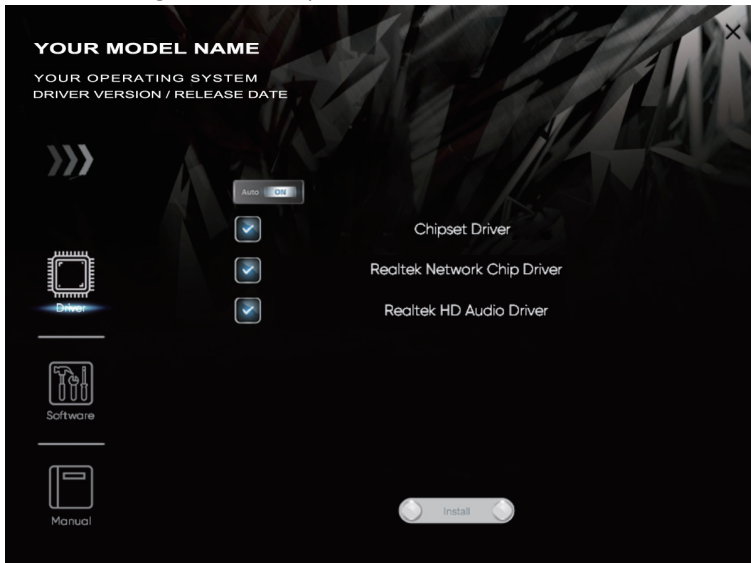 YOUR MODEL NAME
YOUR OPERATING SYSTEM
DRIVER VERSION / RELEASE DATE
Auto ON
Chipset Driver
Realtek Network Chip Driver
Realtek HD Audio Driver
Driver
Software
Manual
Install